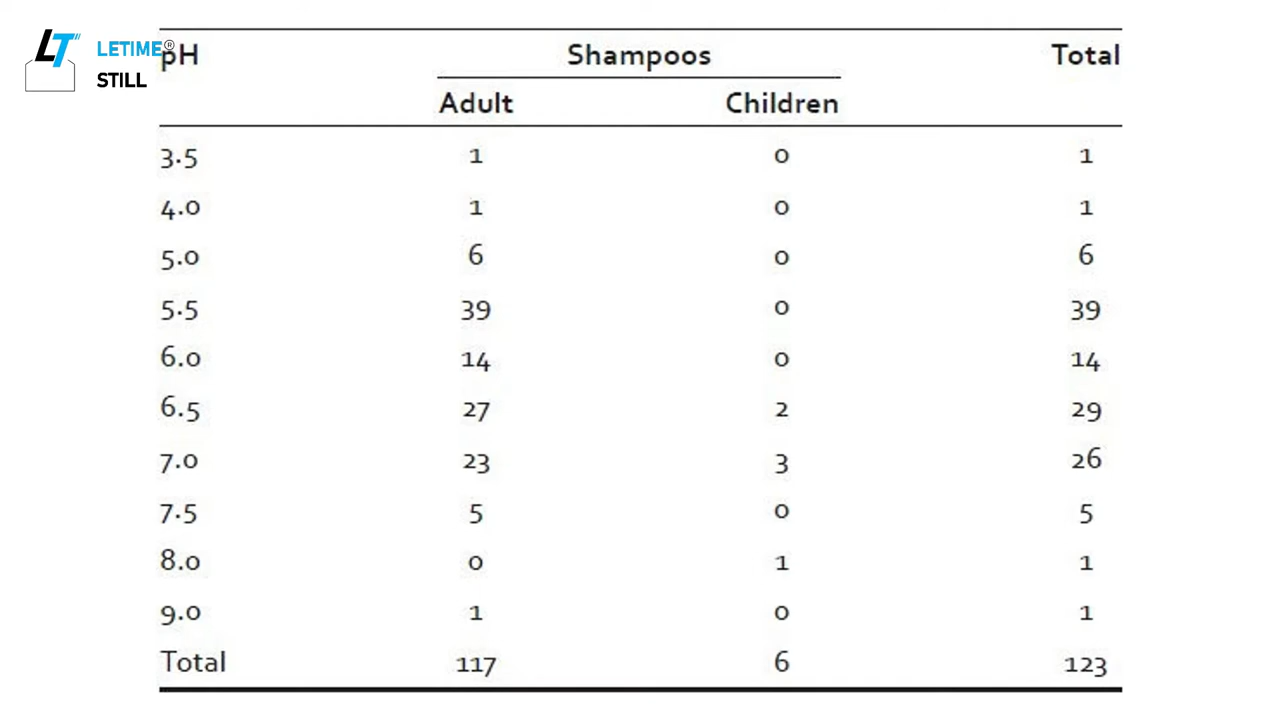 LT LETIME®
STILL
pH Shampoos Total
Adult Children
3.5 1 0 1
4.0 1 0 1
5.0 6 0 6
5.5 39 0 39
6.0 14 0 14
6.5 27 2 29
7.0 23 3 26
7.5 5 0 5
8.0 0 1 1
9.0 1 0 1
Total 117 6 123